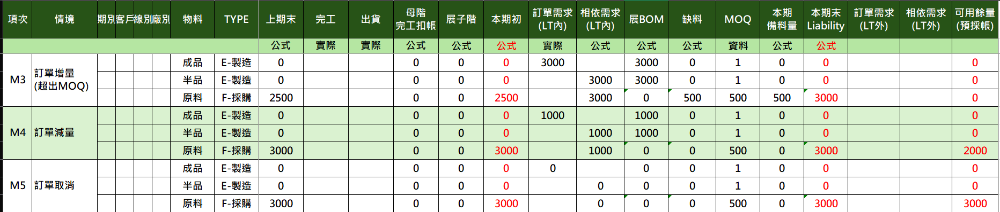 項次 情境 期別 客戶 線別 廠別 物料 TYPE 上期末 完工 出貨 母階 完工扣帳 展子階 本期初 訂單需求 (LT內) 相依需求 (LT內) 展BOM 缺料 MOQ 本期 備料量 本期末 Liability 訂單需求 (LT外) 相依需求 (LT外) 可用餘量 (預採帳)
公式 實際 實際 公式 公式 公式 實際 公式 公式 公式 資料 公式 公式
M3 訂單增量 (超出MOQ) 成品 E-製造 0 0 0 0 3000 3000 0 1 0 0 0
半品 E-製造 0 0 0 0 3000 3000 0 1 0 0 0
原料 F-採購 2500 0 0 2500 3000 0 500 500 500 3000 0
M4 訂單減量 成品 E-製造 0 0 0 0 1000 1000 0 1 0 0 0
半品 E-製造 0 0 0 0 1000 1000 0 1 0 0 0
原料 F-採購 3000 0 0 3000 1000 0 0 500 0 3000 2000
M5 訂單取消 成品 E-製造 0 0 0 0 0 0 0 1 0 0 0
半品 E-製造 0 0 0 0 0 0 0 1 0 0 0
原料 F-採購 3000 0 0 3000 0 0 0 500 0 3000 3000